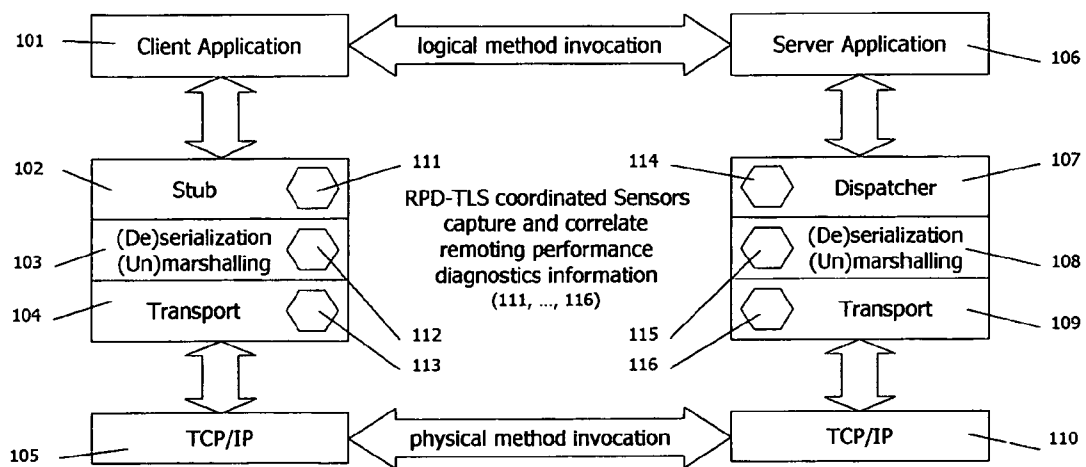 101
Client Application
logical method invocation
Server Application
106
102
Stub
111
RPD-TLS coordinated Sensors
capture and correlate
remoting performance
diagnostics information
(111, ..., 116)
114
Dispatcher
107
103
(De)serialization
(Un)marshalling
112
115
(De)serialization
(Un)marshalling
108
104
Transport
113
116
Transport
109
105
TCP/IP
physical method invocation
TCP/IP
110